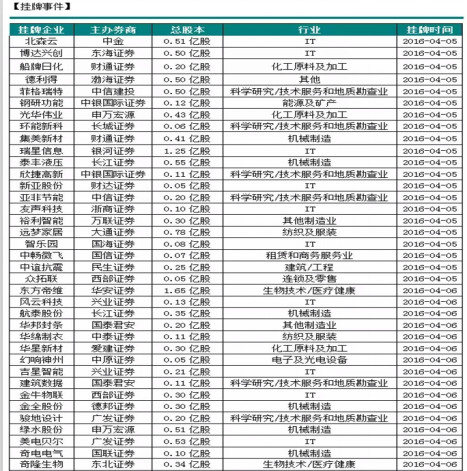 【挂牌事件】
挂牌企业 主办券商 总股本 行业 挂牌时间
北森云 中金 0.51 亿股 IT 2016-04-05
博达兴创 东海证券 0.50 亿股 IT 2016-04-05
船牌日化 财通证券 0.20 亿股 化工原料及加工 2016-04-05
德利得 渤海证券 0.50 亿股 其他 2016-04-05
菲格瑞特 中信建投 0.50 亿股 科学研究/技术服务和地质勘查业 2016-04-05
钢研功能 中银国际证券 0.12 亿股 能源及矿产 2016-04-05
光华伟业 申万宏源 0.43 亿股 化工原料及加工 2016-04-05
环能新科 长城证券 0.06 亿股 科学研究/技术服务和地质勘查业 2016-04-05
集美新材 财通证券 0.41 亿股 机械制造 2016-04-05
瑞星信息 银河证券 1.25 亿股 IT 2016-04-05
泰丰液压 长江证券 0.55 亿股 机械制造 2016-04-05
欣捷高新 中银国际证券 0.11 亿股 科学研究/技术服务和地质勘查业 2016-04-05
新亚股份 财达证券 0.05 亿股 IT 2016-04-05
亚非节能 中信证券 0.20 亿股 科学研究/技术服务和地质勘查业 2016-04-05
友声科技 浙商证券 0.10 亿股 IT 2016-04-05
裕利智能 万联证券 0.30 亿股 其他制造业 2016-04-05
远梦家居 大通证券 0.78 亿股 纺织及服装 2016-04-05
智乐园 国海证券 0.08 亿股 IT 2016-04-05
中畅微飞 国信证券 0.07 亿股 租赁和商务服务业 2016-04-05
中谊抗震 民生证券 0.25 亿股 建筑/工程 2016-04-05
众拓联 西部证券 0.05 亿股 连锁及零售 2016-04-05
东方帝维 华安证券 1.65 亿股 生物技术/医疗健康 2016-04-06
风云科技 兴业证券 0.13 亿股 IT 2016-04-06
航泰股份 长江证券 0.35 亿股 机械制造 2016-04-06
华邦封条 国泰君安 0.20 亿股 其他制造业 2016-04-06
华绵制衣 中泰证券 0.11 亿股 纺织及服装 2016-04-06
华星新材 爱建证券 0.30 亿股 化工原料及加工 2016-04-06
幻响神州 中原证券 0.05 亿股 电子及光电设备 2016-04-06
吉星智能 兴业证券 0.21 亿股 IT 2016-04-06
建筑数据 国泰君安 0.11 亿股 科学研究/技术服务和地质勘查业 2016-04-06
金牛物联 西部证券 0.30 亿股 IT 2016-04-06
金全股份 德邦证券 0.30 亿股 机械制造 2016-04-06
骏地设计 广发证券 0.20 亿股 科学研究/技术服务和地质勘查业 2016-04-06
绿水股份 申万宏源 0.51 亿股 机械制造 2016-04-06
美电贝尔 广发证券 0.53 亿股 IT 2016-04-06
奇电电气 国联证券 0.10 亿股 机械制造 2016-04-06
奇隆生物 东北证券 0.34 亿股 生物技术/医疗健康 2016-04-06